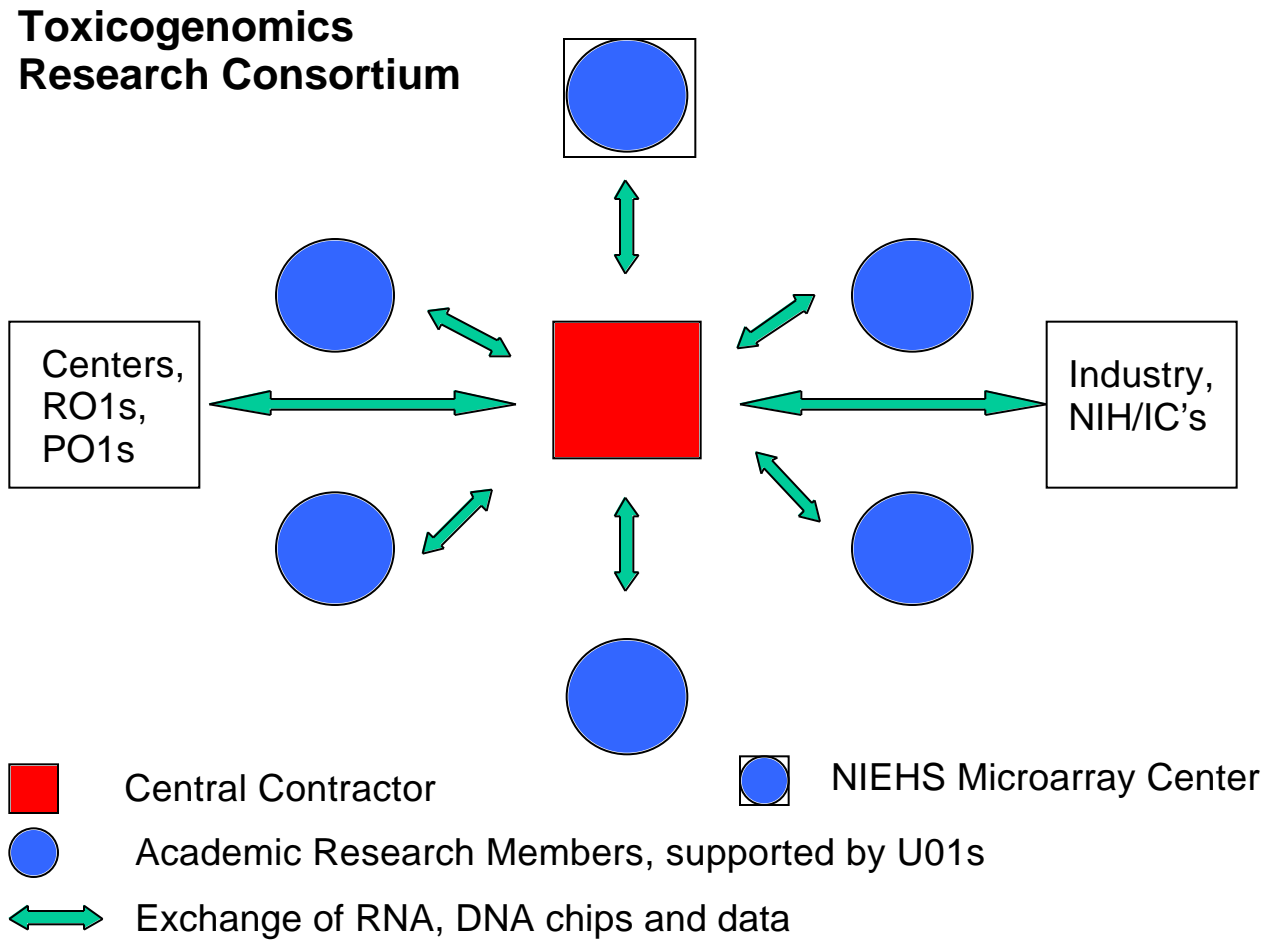 Toxicogenomics
Research Consortium
Centers,
RO1s,
PO1s
Industry,
NIH/IC's
Central Contractor
NIEHS Microarray Center
Academic Research Members, supported by U01s
Exchange of RNA, DNA chips and data